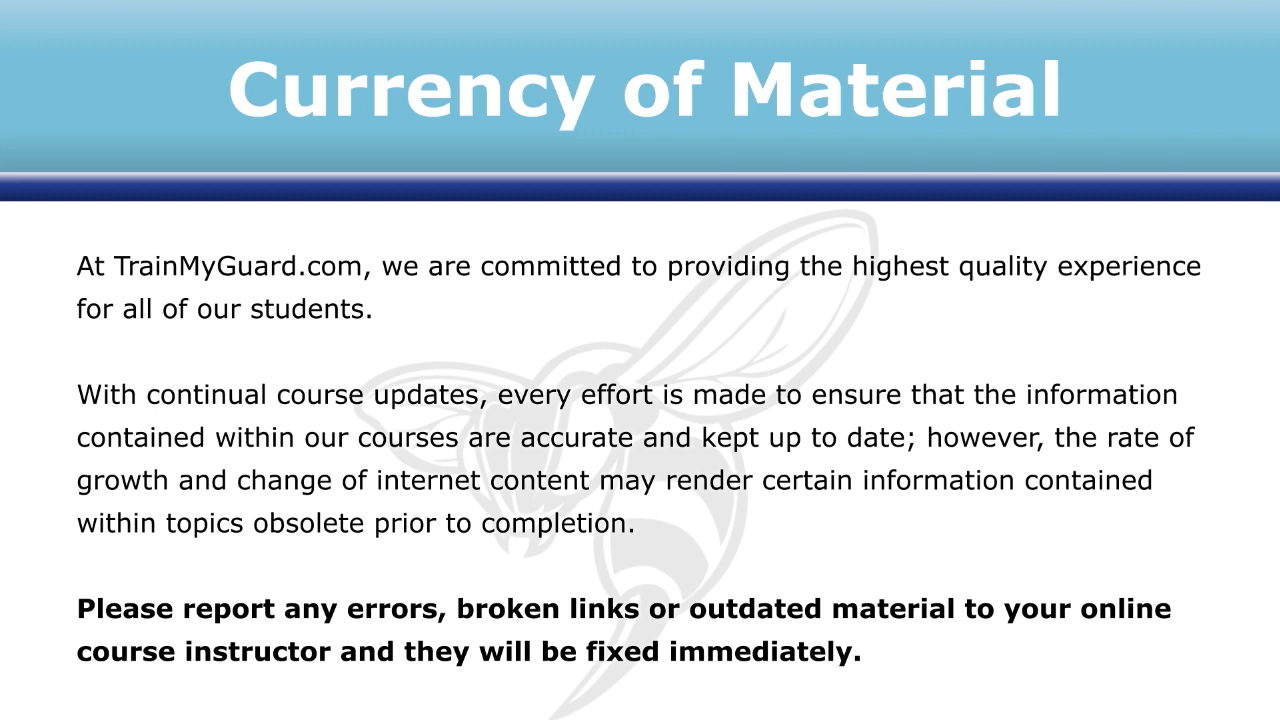 Currency of Material
At TrainMyGuard.com, we are committed to providing the highest quality experience
for all of our students.
With continual course updates, every effort is made to ensure that the information
contained within our courses are accurate and kept up to date; however, the rate of
growth and change of internet content may render certain information contained
within topics obsolete prior to completion.
Please report any errors, broken links or outdated material to your online
course instructor and they will be fixed immediately.